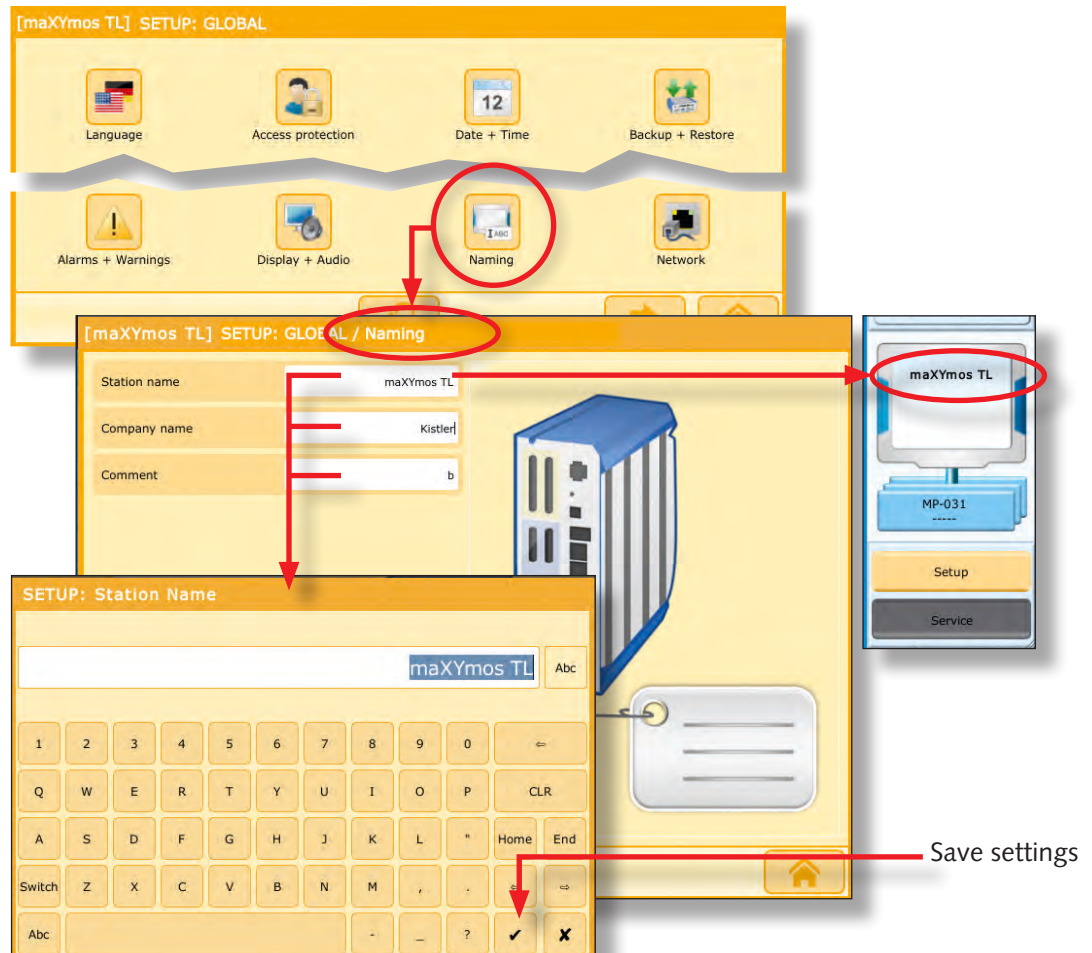 [maXYmos TL] SETUP: GLOBAL
Language
Access protection
12
Date + Time
Backup + Restore
Alarms + Warnings
Display + Audio
I ABC
Naming
Network
[maXYmos TL] SETUP: GLOBAL / Naming
Station name
maXYmos TL
Company name
Kistler
Comment
b
maXYmos TL
MP-031
-----
Setup
Service
SETUP: Station Name
maXYmos TL
Abc
1 2 3 4 5 6 7 8 9 0 ⇦
Q W E R T Y U I O P CLR
A S D F G H J K L " Home End
Switch Z X C V B N M , . ⇦ ⇨
Abc - _ ? ✔ ✘
Save settings